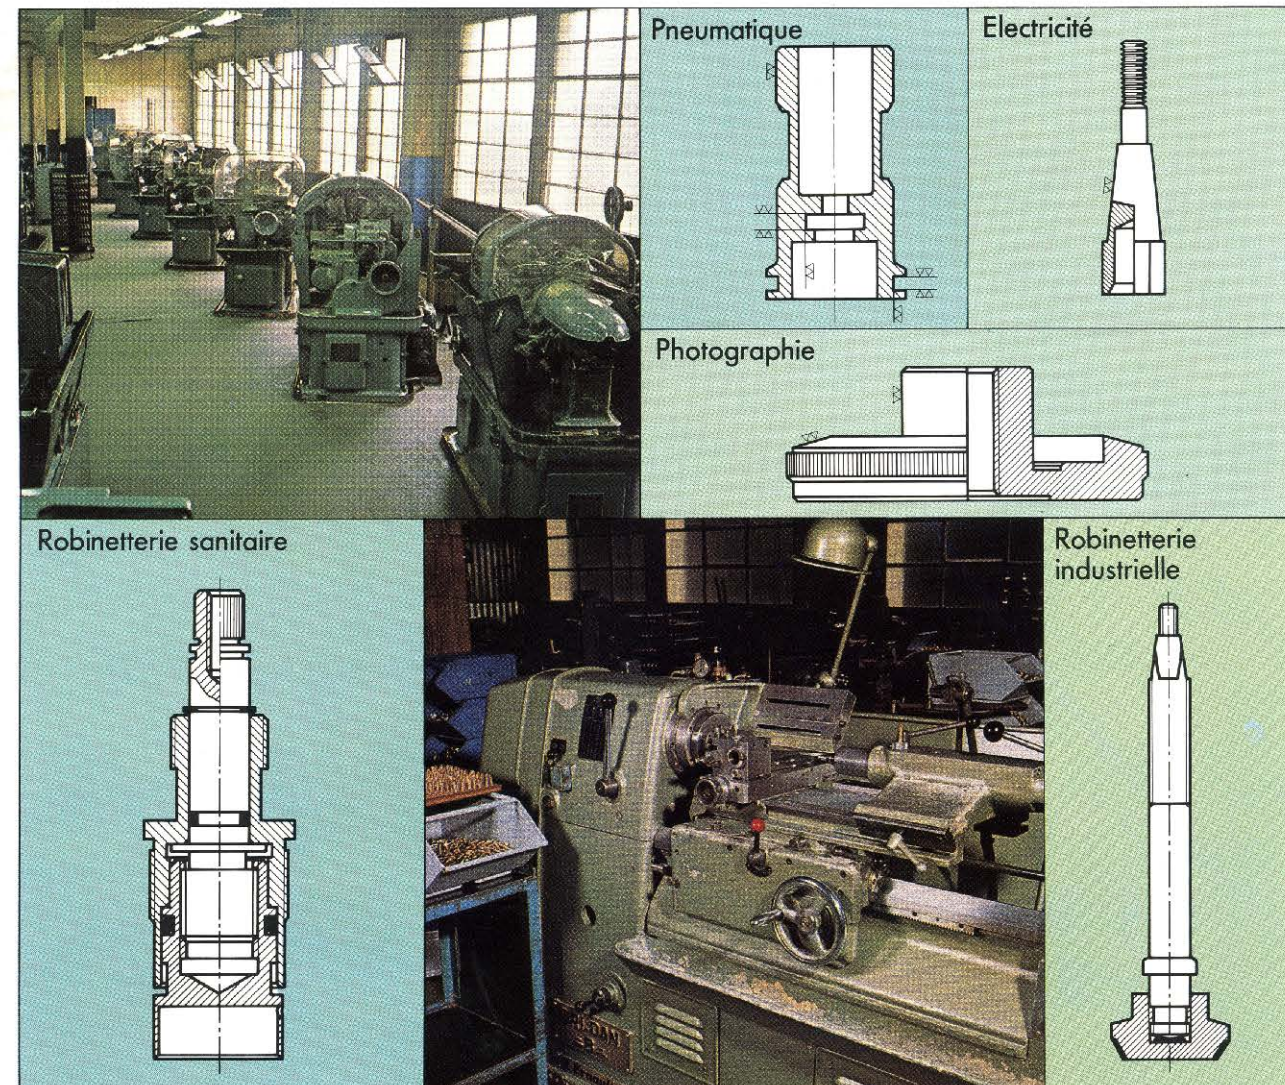 Pneumatique
Electricité
Photographie
Robinetterie sanitaire
Robinetterie
industrielle